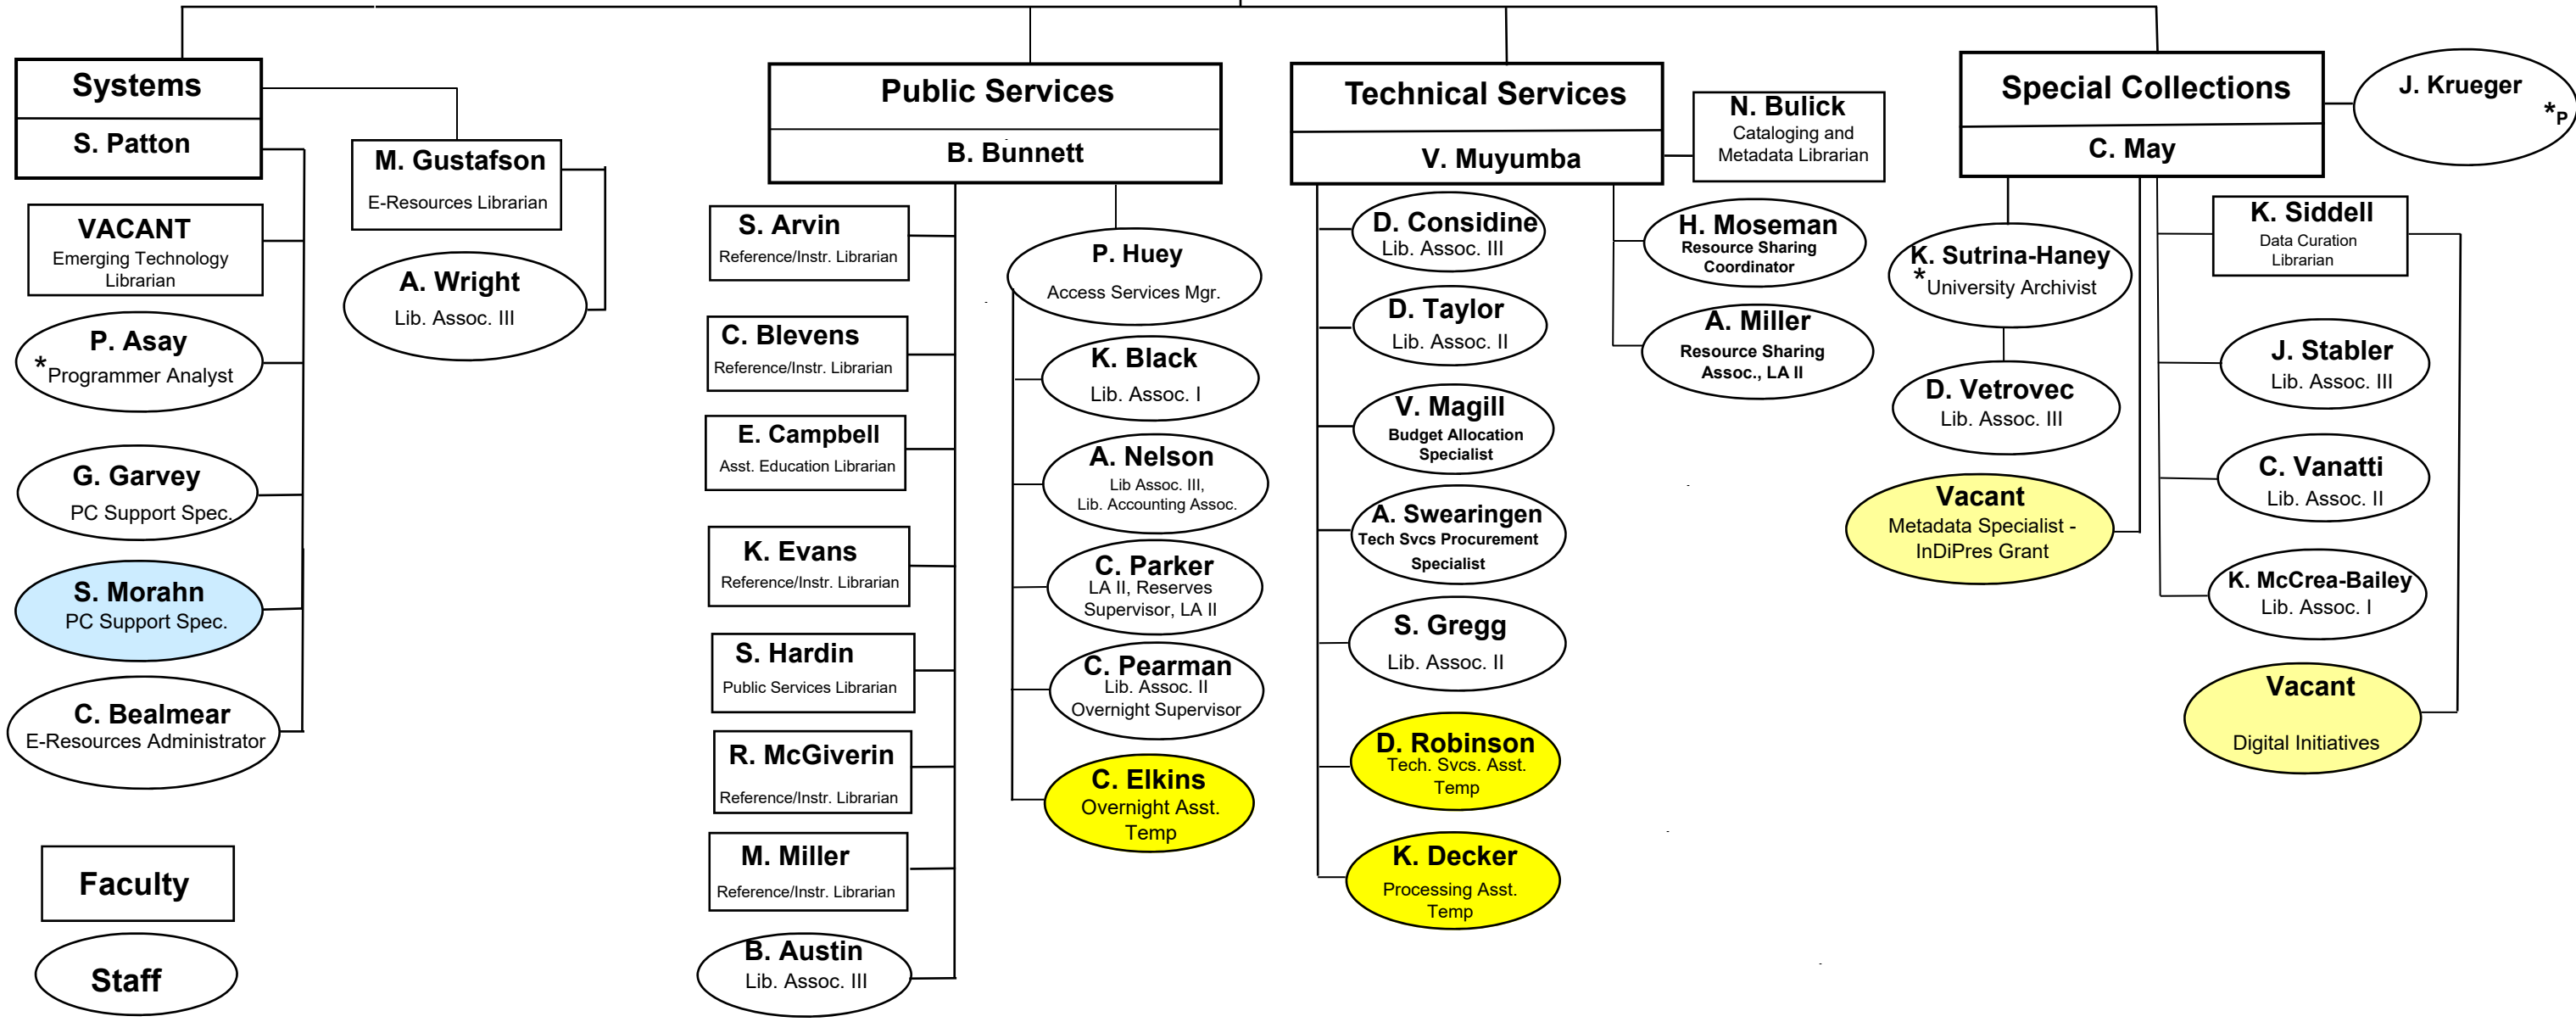 Systems
S. Patton
M. Gustafson
E-Resources Librarian
A. Wright
Lib. Assoc. III
VACANT
Emerging Technology
Librarian
P. Asay
*Programmer Analyst
G. Garvey
PC Support Spec.
S. Morahn
PC Support Spec.
C. Bealmear
E-Resources Administrator
Faculty
Staff
Public Services
B. Bunnett
S. Arvin
Reference/Instr. Librarian
C. Blevens
Reference/Instr. Librarian
E. Campbell
Asst. Education Librarian
K. Evans
Reference/Instr. Librarian
S. Hardin
Public Services Librarian
R. McGiverin
Reference/Instr. Librarian
M. Miller
Reference/Instr. Librarian
B. Austin
Lib. Assoc. III
P. Huey
Access Services Mgr.
K. Black
Lib. Assoc. I
A. Nelson
Lib Assoc. III,
Lib. Accounting Assoc.
C. Parker
LA II, Reserves
Supervisor, LA II
C. Pearman
Lib. Assoc. II
Overnight Supervisor
C. Elkins
Overnight Asst.
Temp
Technical Services
V. Muyumba
N. Bulick
Cataloging and
Metadata Librarian
D. Considine
Lib. Assoc. III
D. Taylor
Lib. Assoc. II
V. Magill
Budget Allocation
Specialist
A. Swearingen
Tech Svcs Procurement
Specialist
S. Gregg
Lib. Assoc. II
D. Robinson
Tech. Svcs. Asst.
Temp
K. Decker
Processing Asst.
Temp
H. Moseman
Resource Sharing
Coordinator
A. Miller
Resource Sharing
Assoc., LA II
Special Collections
C. May
J. Krueger
*P
K. Sutrina-Haney
*University Archivist
D. Vetrovec
Lib. Assoc. III
Vacant
Metadata Specialist -
InDiPres Grant
K. Siddell
Data Curation
Librarian
J. Stabler
Lib. Assoc. III
C. Vanatti
Lib. Assoc. II
K. McCrea-Bailey
Lib. Assoc. I
Vacant
Digital Initiatives